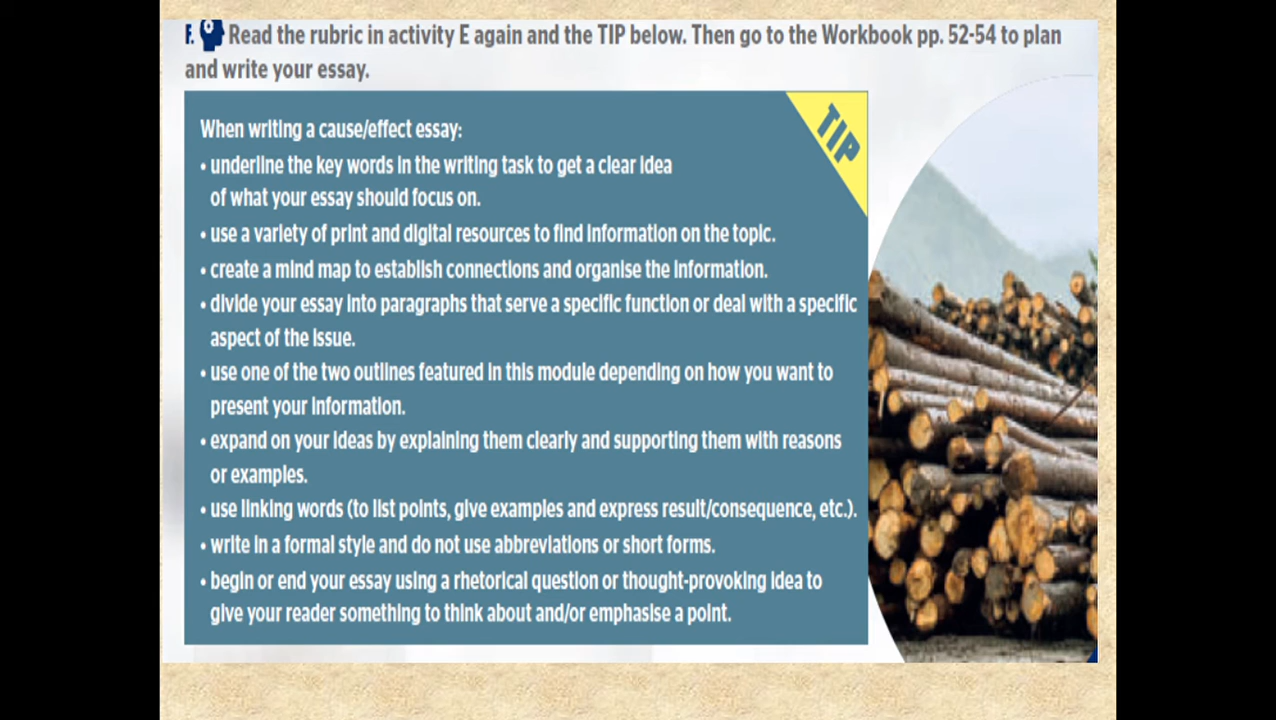 F. Read the rubric in activity E again and the TIP below. Then go to the Workbook pp. 52-54 to plan
and write your essay.
TIP
When writing a cause/effect essay:
• underline the key words in the writing task to get a clear idea
of what your essay should focus on.
• use a variety of print and digital resources to find information on the topic.
• create a mind map to establish connections and organise the information.
• divide your essay into paragraphs that serve a specific function or deal with a specific
aspect of the issue.
• use one of the two outlines featured in this module depending on how you want to
present your information.
• expand on your ideas by explaining them clearly and supporting them with reasons
or examples.
• use linking words (to list points, give examples and express result/consequence, etc.).
• write in a formal style and do not use abbreviations or short forms.
• begin or end your essay using a rhetorical question or thought-provoking idea to
give your reader something to think about and/or emphasise a point.